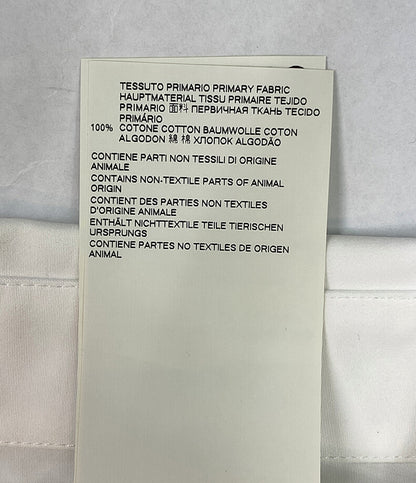 TESSUTO PRIMARIO PRIMARY FABRIC
HAUPTMATERIAL TISSU PRIMAIRE TEJIDO
PRIMARIO 面料 ПЕРВИЧНАЯ ТКАНЬ TECIDO
PRIMÁRIO
100% COTONE COTTON BAUMWOLLE COTON
ALGODON 綿 棉 ХЛОПОК ALGODÃO
CONTIENE PARTI NON TESSILI DI ORIGINE
ANIMALE
CONTAINS NON-TEXTILE PARTS OF ANIMAL
ORIGIN
CONTIENT DES PARTIES NON TEXTILES
D'ORIGINE ANIMALE
ENTHÄLT NICHTTEXTILE TEILE TIERISCHEN
URSPRUNGS
CONTIENE PARTES NO TEXTILES DE ORIGEN
ANIMAL